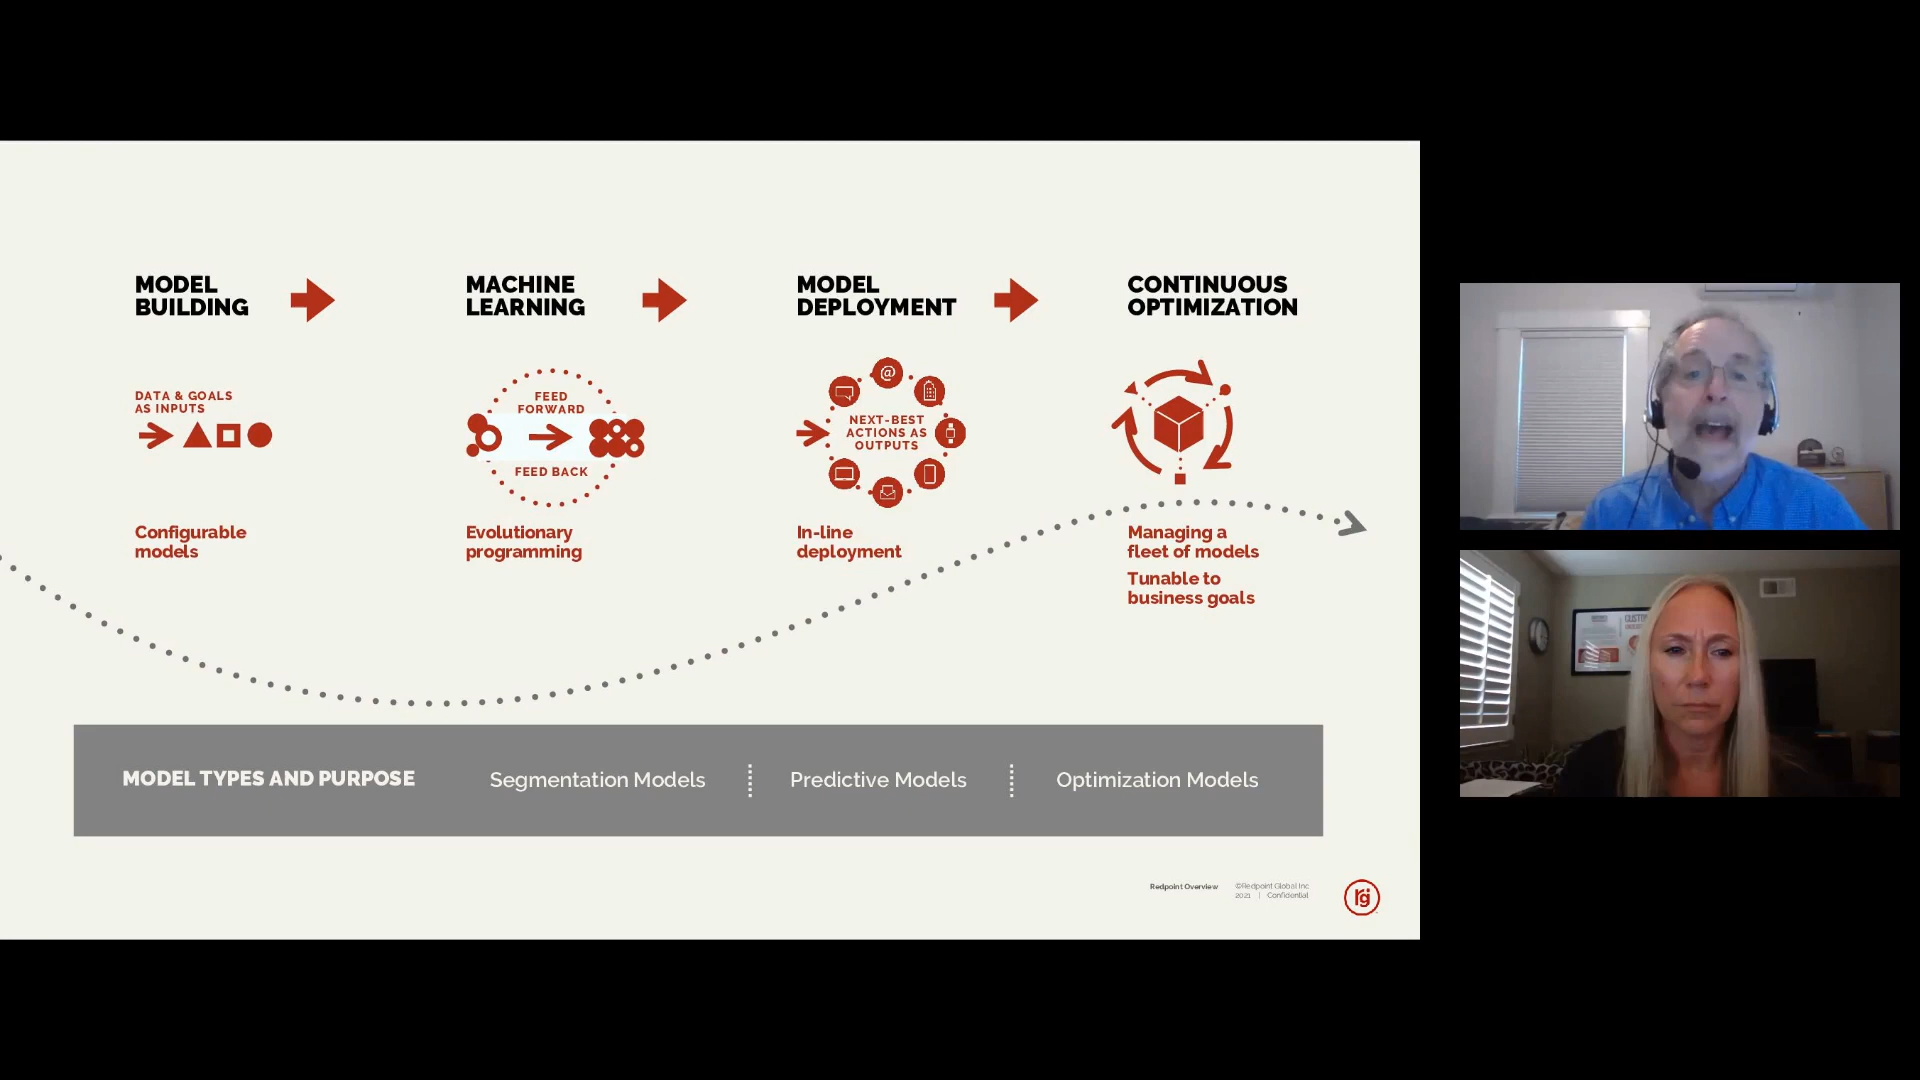 MODEL
BUILDING
MACHINE
LEARNING
MODEL
DEPLOYMENT
CONTINUOUS
OPTIMIZATION
DATA & GOALS
AS INPUTS
FEED
FORWARD
FEED BACK
@
NEXT-BEST
ACTIONS AS
OUTPUTS
Configurable
models
Evolutionary
programming
In-line
deployment
Managing a
fleet of models
Tunable to
business goals
MODEL TYPES AND PURPOSE
Segmentation Models
Predictive Models
Optimization Models
Redpoint Overview
©Redpoint Global Inc
2021 | Confidential
rg